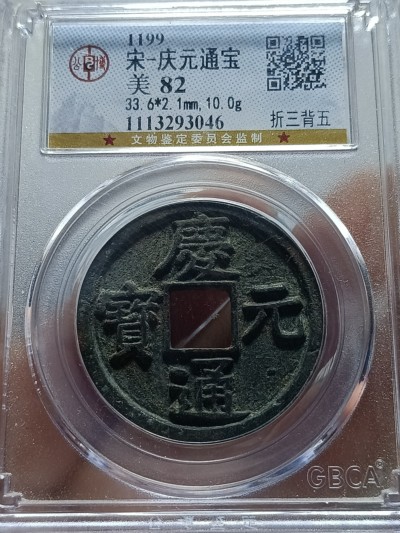 1199
宋-庆元通宝
美 82
33.6*2.1mm,10.0g
1113293046
折三背五
★ 文物鉴定委员会监制 ★
慶
寶 元
通
GBCA®